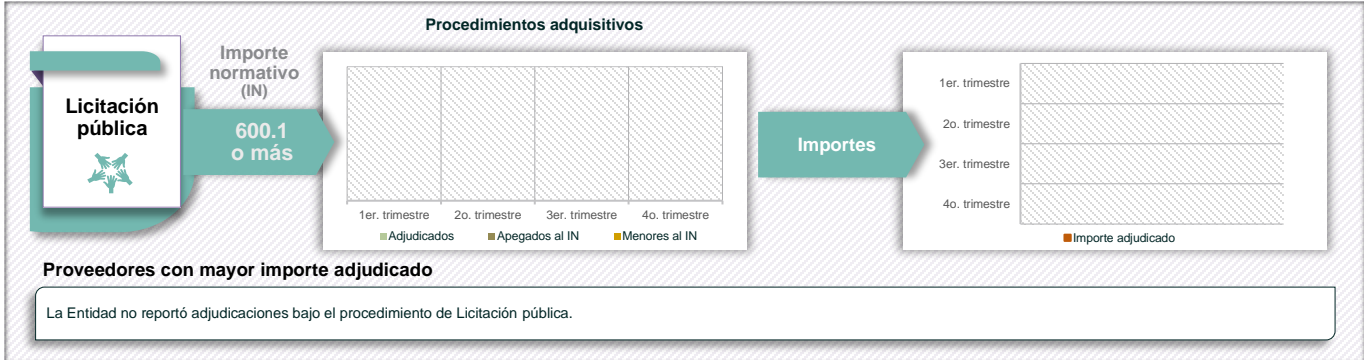 Procedimientos adquisitivos
Licitación
pública
Importe
normativo
(IN)
600.1
o más
1er. trimestre 2o. trimestre 3er. trimestre 4o. trimestre
Adjudicados Apegados al IN Menores al IN
Importes
1er. trimestre
2o. trimestre
3er. trimestre
4o. trimestre
Importe adjudicado
Proveedores con mayor importe adjudicado
La Entidad no reportó adjudicaciones bajo el procedimiento de Licitación pública.